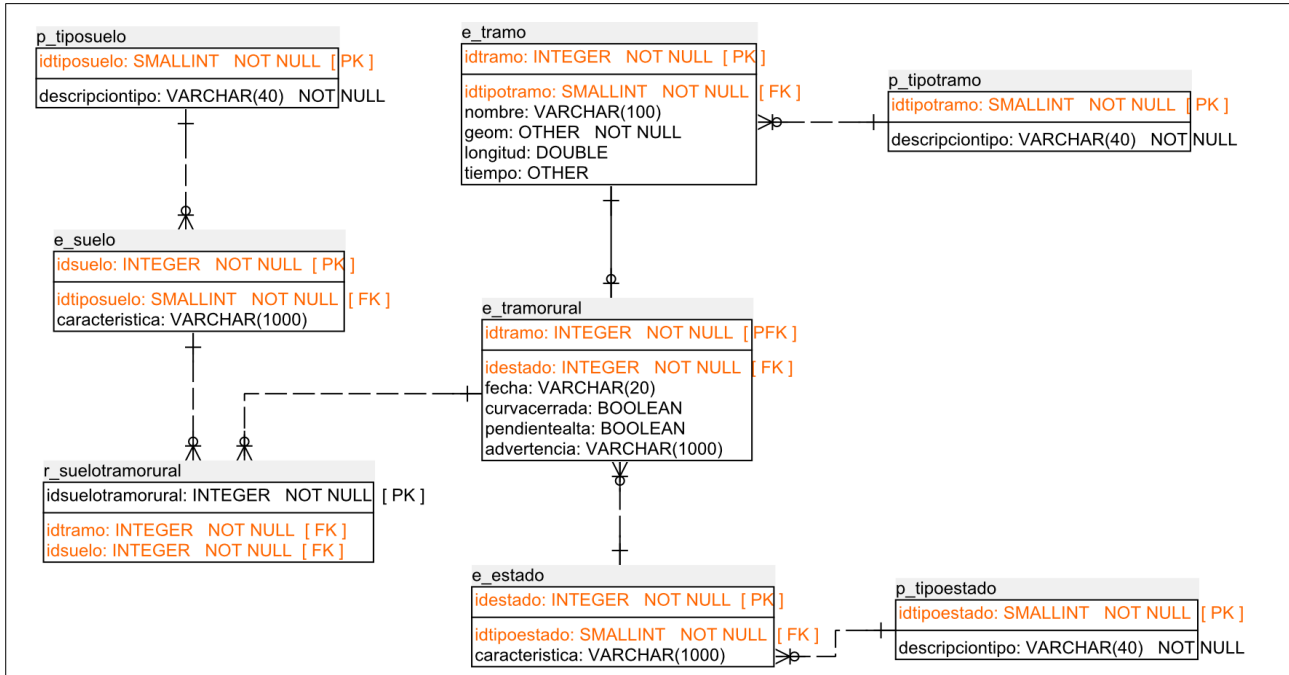 p_tiposuelo
idtiposuelo: SMALLINT NOT NULL [ PK ]
descripciontipo: VARCHAR(40) NOT NULL
e_tramo
idtramo: INTEGER NOT NULL [ PK ]
idtipotramo: SMALLINT NOT NULL [ FK ]
nombre: VARCHAR(100)
geom: OTHER NOT NULL
longitud: DOUBLE
tiempo: OTHER
p_tipotramo
idtipotramo: SMALLINT NOT NULL [ PK ]
descripciontipo: VARCHAR(40) NOT NULL
e_suelo
idsuelo: INTEGER NOT NULL [ PK ]
idtiposuelo: SMALLINT NOT NULL [ FK ]
caracteristica: VARCHAR(1000)
e_tramorural
idtramo: INTEGER NOT NULL [ PFK ]
idestado: INTEGER NOT NULL [ FK ]
fecha: VARCHAR(20)
curvacerrada: BOOLEAN
pendientealta: BOOLEAN
advertencia: VARCHAR(1000)
r_suelotramorural
idsuelotramorural: INTEGER NOT NULL [ PK ]
idtramo: INTEGER NOT NULL [ FK ]
idsuelo: INTEGER NOT NULL [ FK ]
e_estado
idestado: INTEGER NOT NULL [ PK ]
idtipoestado: SMALLINT NOT NULL [ FK ]
caracteristica: VARCHAR(1000)
p_tipoestado
idtipoestado: SMALLINT NOT NULL [ PK ]
descripciontipo: VARCHAR(40) NOT NULL